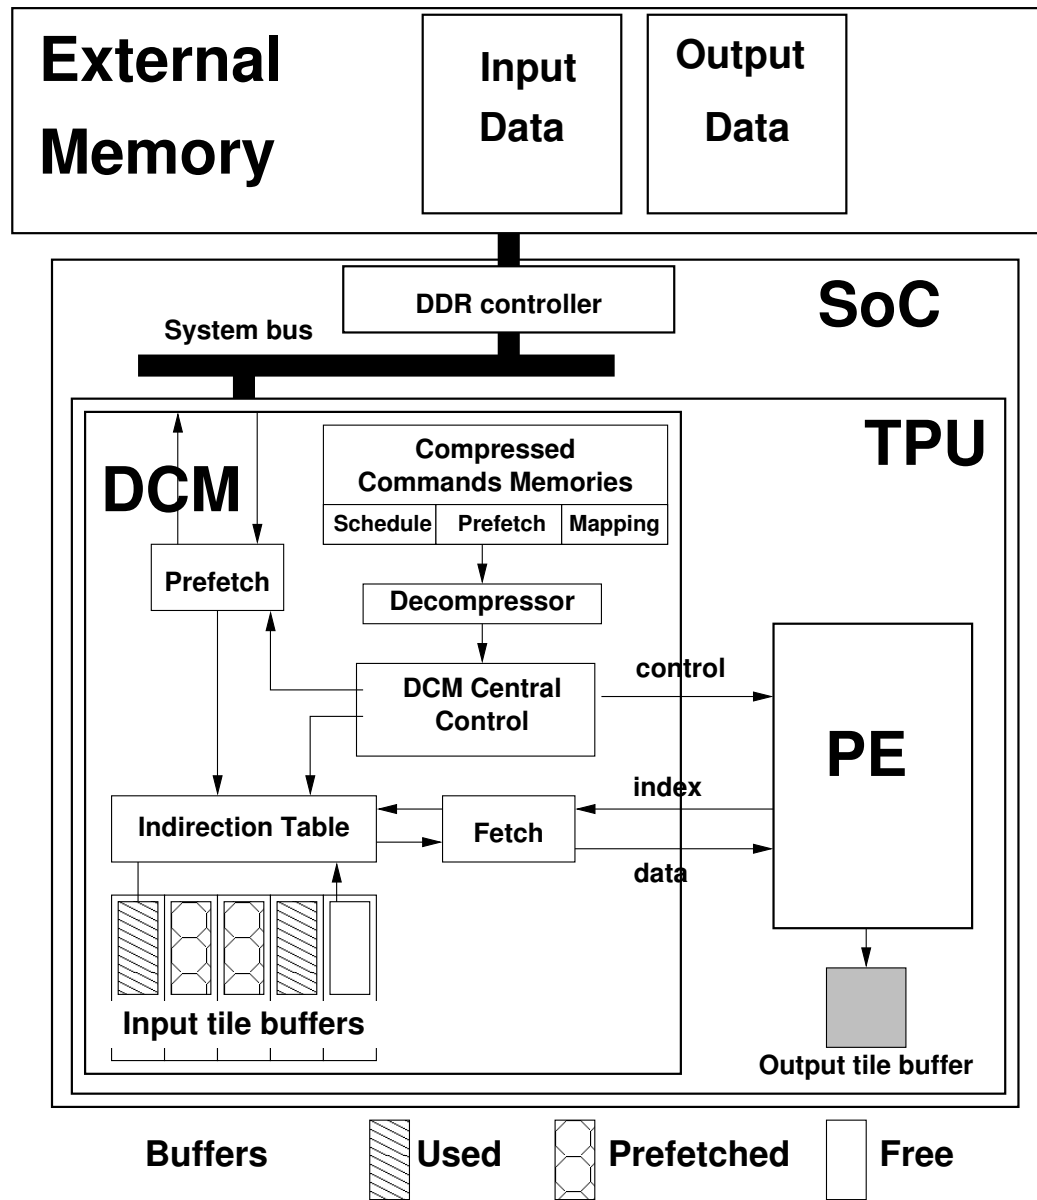 External
Memory
Input
Data
Output
Data
DDR controller
SoC
System bus
TPU
DCM
Compressed
Commands Memories
Schedule Prefetch Mapping
Prefetch
Decompressor
DCM Central
Control
control
PE
index
Indirection Table
Fetch
data
Input tile buffers
Output tile buffer
Buffers Used Prefetched Free